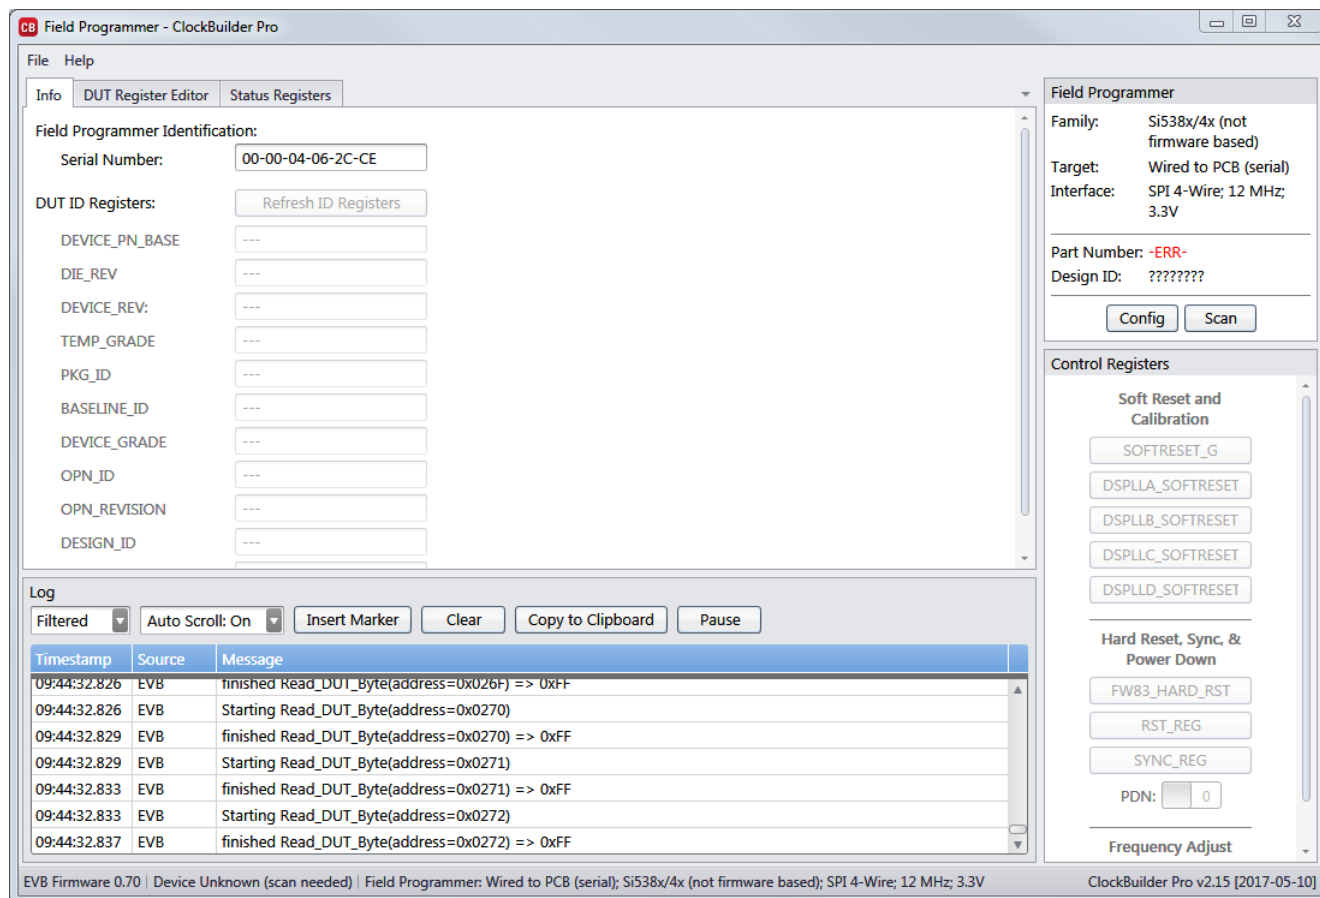 CB Field Programmer - ClockBuilder Pro
File Help
Info DUT Register Editor Status Registers
Field Programmer Identification:
Serial Number: 00-00-04-06-2C-CE
DUT ID Registers: Refresh ID Registers
DEVICE_PN_BASE ---
DIE_REV ---
DEVICE_REV: ---
TEMP_GRADE ---
PKG_ID ---
BASELINE_ID ---
DEVICE_GRADE ---
OPN_ID ---
OPN_REVISION ---
DESIGN_ID ---
Log
Filtered Auto Scroll: On Insert Marker Clear Copy to Clipboard Pause
Timestamp Source Message
09:44:32.826 EVB finished Read_DUT_Byte(address=0x026F) => 0xFF
09:44:32.826 EVB Starting Read_DUT_Byte(address=0x0270)
09:44:32.829 EVB finished Read_DUT_Byte(address=0x0270) => 0xFF
09:44:32.829 EVB Starting Read_DUT_Byte(address=0x0271)
09:44:32.833 EVB finished Read_DUT_Byte(address=0x0271) => 0xFF
09:44:32.833 EVB Starting Read_DUT_Byte(address=0x0272)
09:44:32.837 EVB finished Read_DUT_Byte(address=0x0272) => 0xFF
Field Programmer
Family: Si538x/4x (not
firmware based)
Target: Wired to PCB (serial)
Interface: SPI 4-Wire; 12 MHz;
3.3V
Part Number: -ERR-
Design ID: ????????
Config Scan
Control Registers
Soft Reset and
Calibration
SOFTRESET_G
DSPLLA_SOFTRESET
DSPLLB_SOFTRESET
DSPLLC_SOFTRESET
DSPLLD_SOFTRESET
Hard Reset, Sync, &
Power Down
FW83_HARD_RST
RST_REG
SYNC_REG
PDN: 0
Frequency Adjust
EVB Firmware 0.70 Device Unknown (scan needed) Field Programmer: Wired to PCB (serial); Si538x/4x (not firmware based); SPI 4-Wire; 12 MHz; 3.3V ClockBuilder Pro v2.15 [2017-05-10]